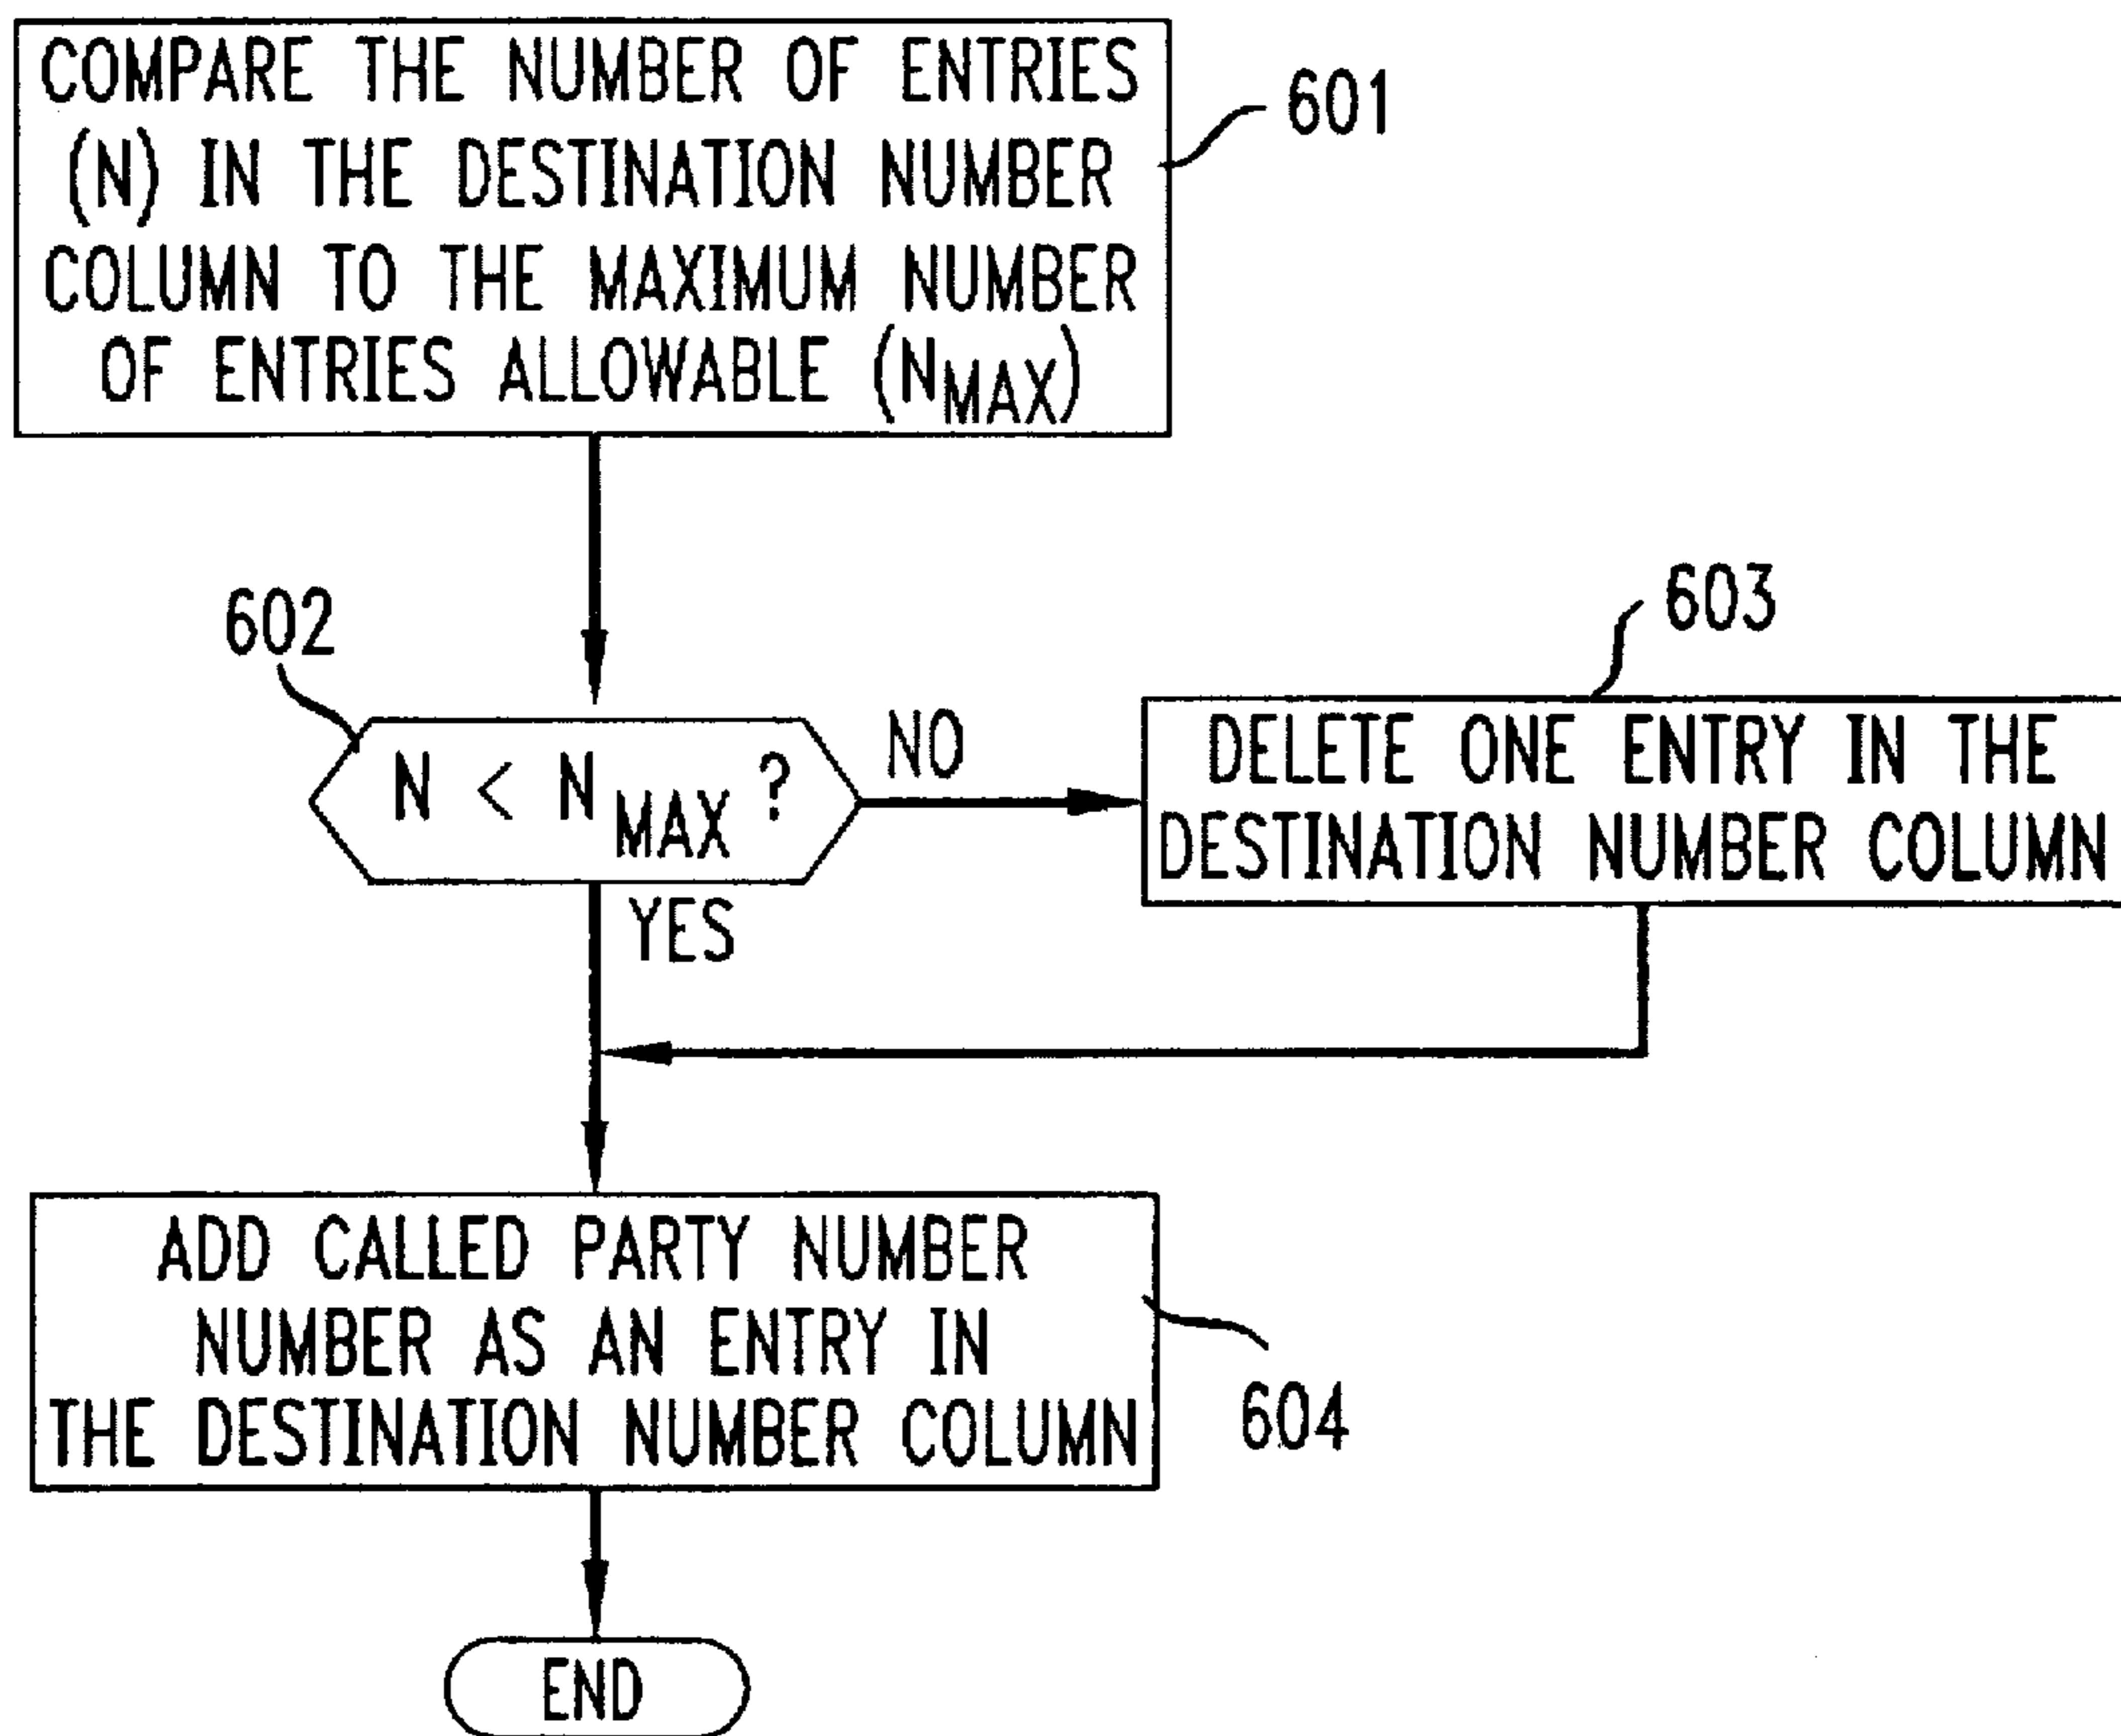 COMPARE THE NUMBER OF ENTRIES
(N) IN THE DESTINATION NUMBER
COLUMN TO THE MAXIMUM NUMBER
OF ENTRIES ALLOWABLE (NMAX)
601
602
N < N MAX ?
NO
603
DELETE ONE ENTRY IN THE
DESTINATION NUMBER COLUMN
YES
ADD CALLED PARTY NUMBER
NUMBER AS AN ENTRY IN
THE DESTINATION NUMBER COLUMN
604
END